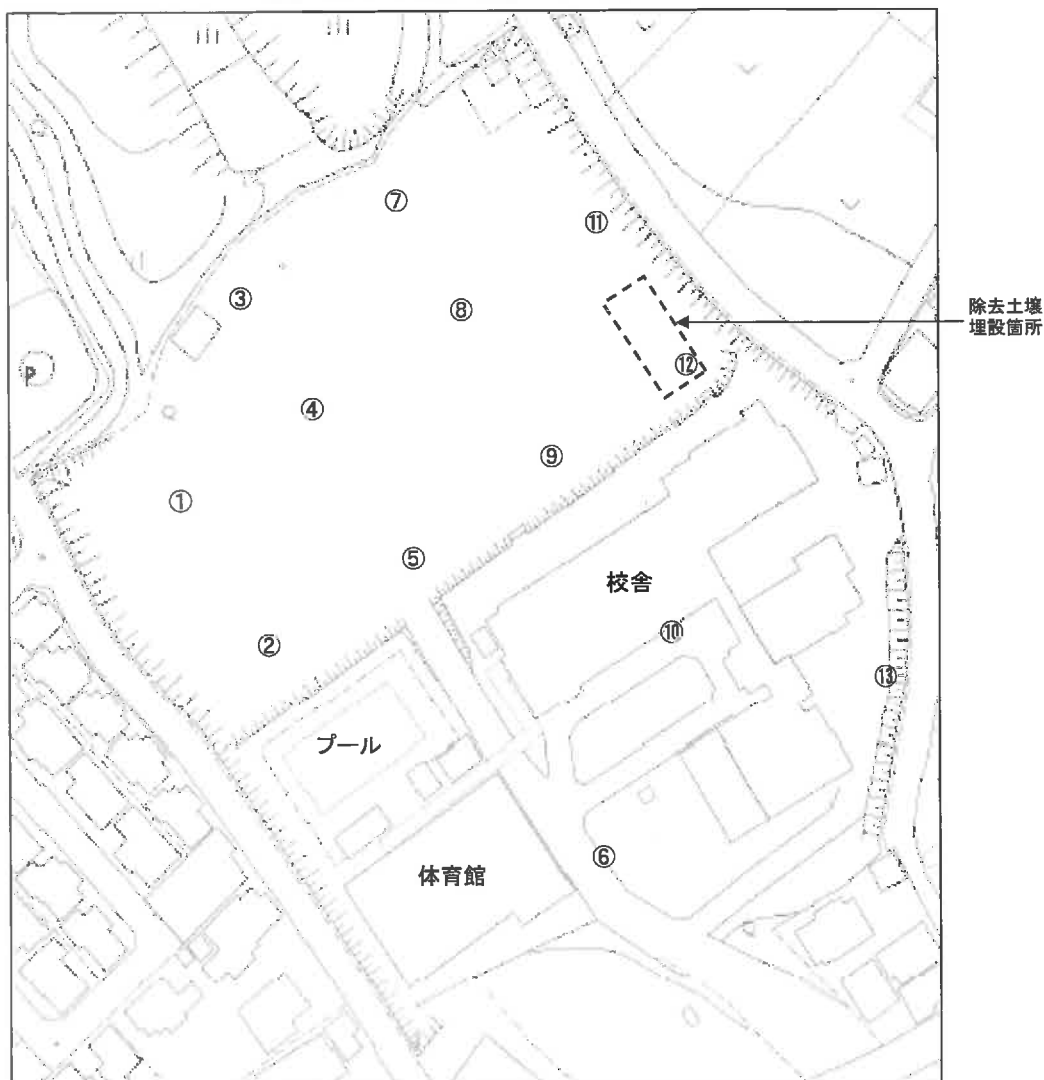 ⑦
⑪
③
⑧
除去土壌
埋設箇所
⑫
④
⑨
①
⑤
校舎
⑩
②
⑬
プール
⑥
体育館